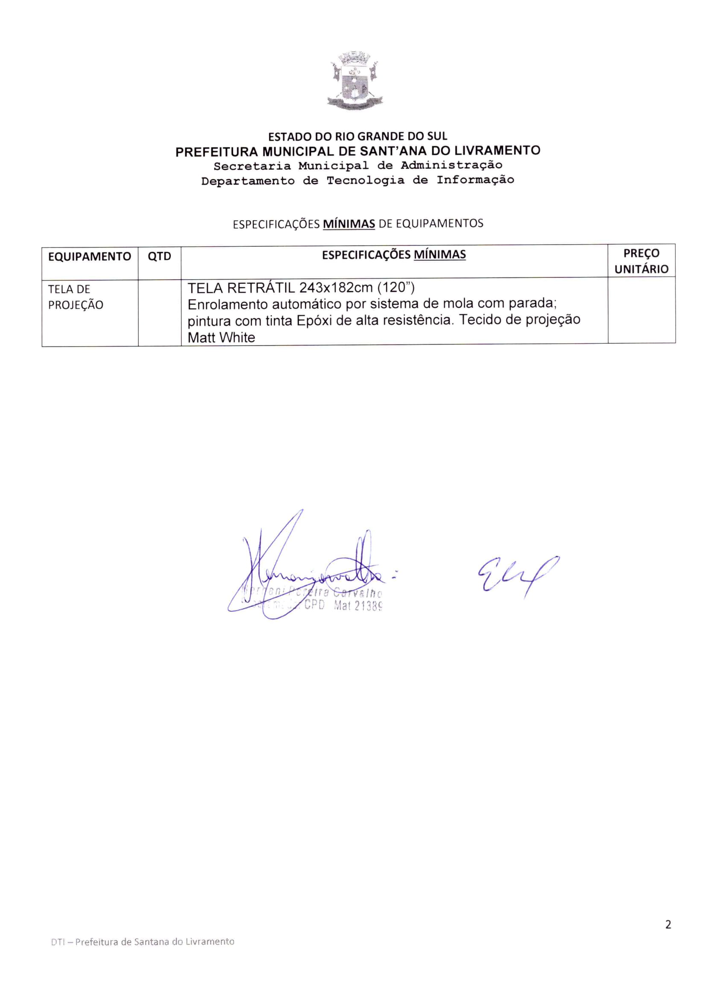 ESTADO DO RIO GRANDE DO SUL
PREFEITURA MUNICIPAL DE SANT’ANA DO LIVRAMENTO
Secretaria Municipal de Administração
Departamento de Tecnologia de Informação
ESPECIFICAÇÕES MÍNIMAS DE EQUIPAMENTOS
EQUIPAMENTO QTD ESPECIFICAÇÕES MÍNIMAS PREÇO UNITÁRIO
TELA DE PROJEÇÃO
TELA RETRÁTIL 243x182cm (120”)
Enrolamento automático por sistema de mola com parada;
pintura com tinta Epóxi de alta resistência. Tecido de projeção
Matt White
Pereira Carvalho
CPD Mat 21389
2
DTI – Prefeitura de Santana do Livramento